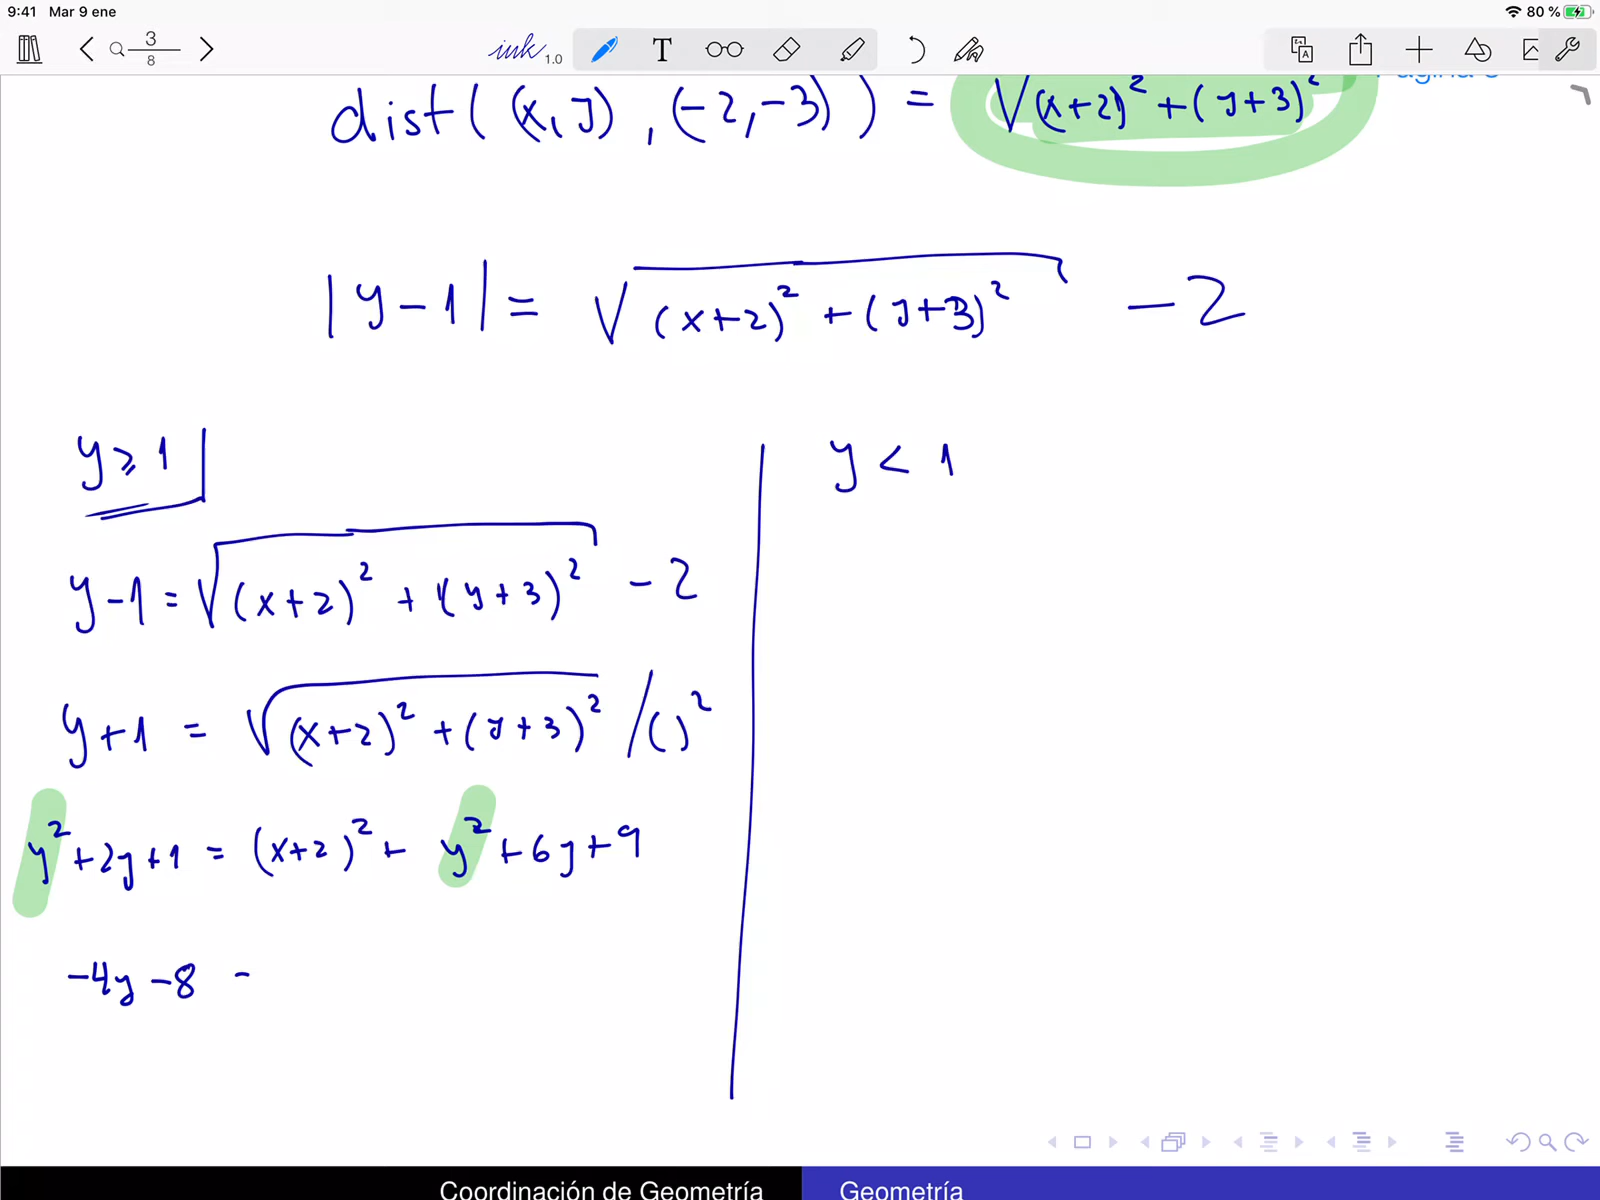 9:41 Mar 9 ene 80 %
3
8
ink 1.0 T
dist( (x,y) , (-2,-3) ) = √(x+2)² + (y+3)²
|y-1| = √(x+2)² + (y+3)² - 2
y ≥ 1
y-1 = √(x+2)² + (y+3)² - 2
y+1 = √(x+2)² + (y+3)² /( )²
y² + 2y + 1 = (x+2)² + y² + 6y + 9
-4y - 8 =
y < 1
Coordinación de Geometría Geometría